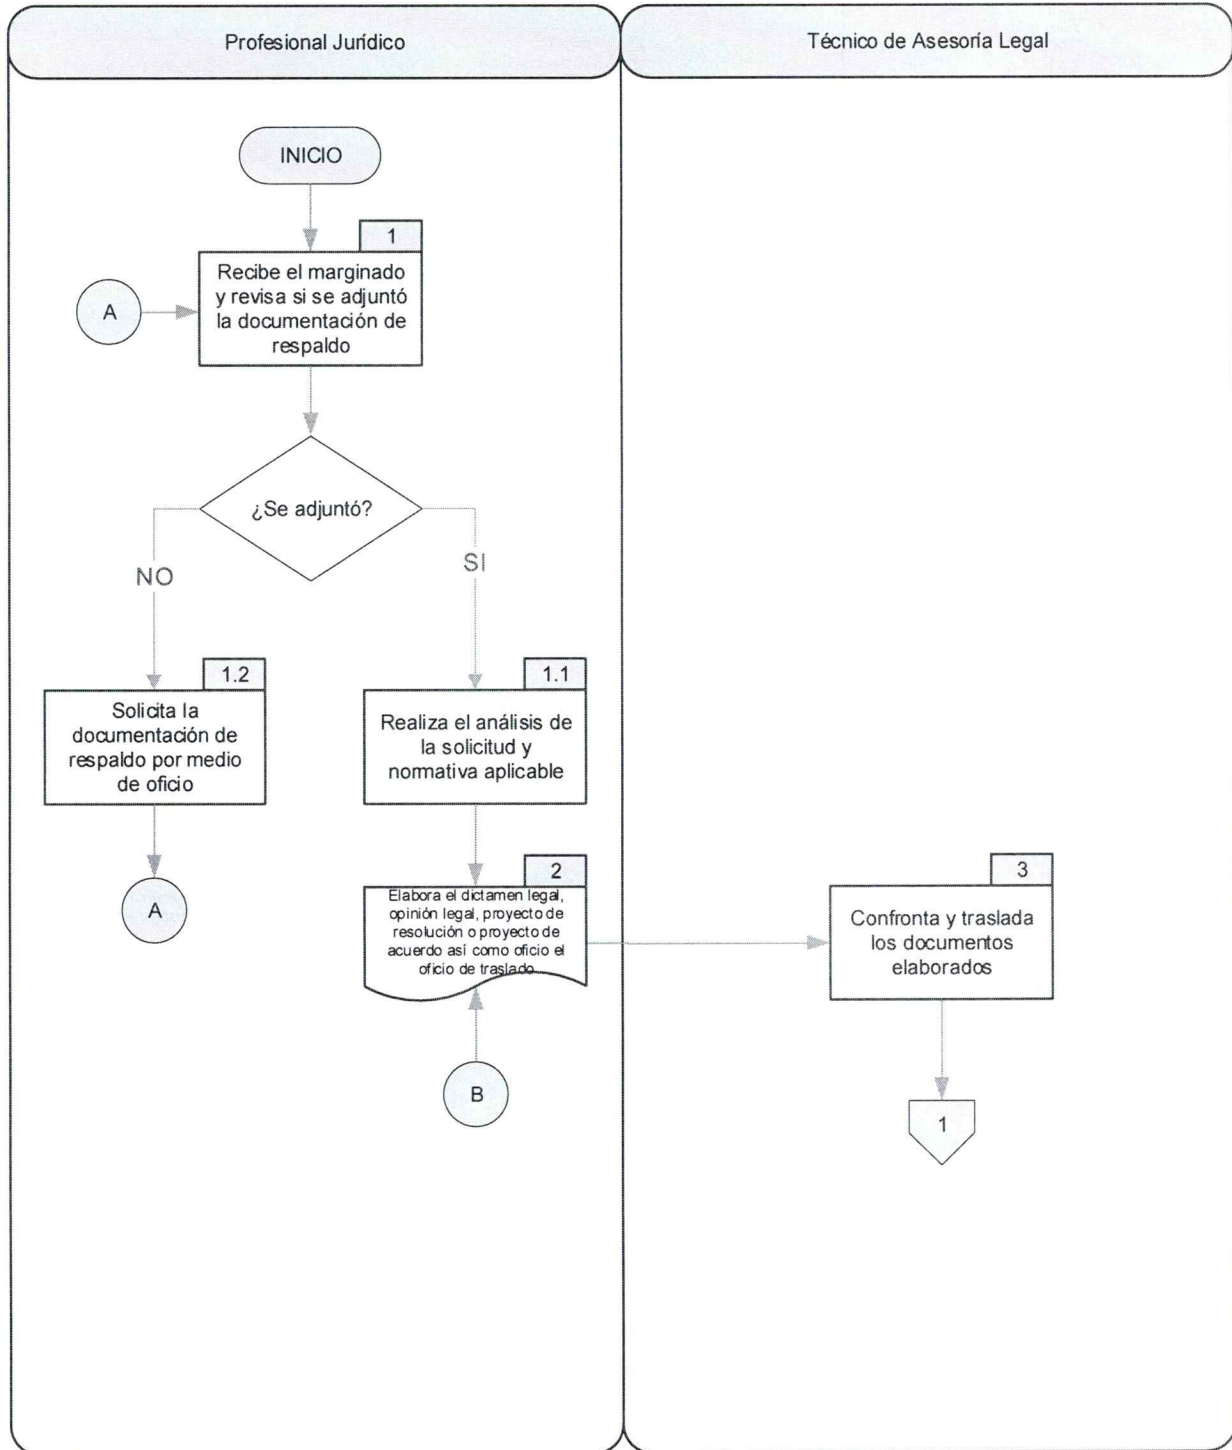 Profesional Jurídico
Técnico de Asesoría Legal
INICIO
1
Recibe el marginado
y revisa si se adjuntó
la documentación de
respaldo
A
¿Se adjuntó?
NO
SI
1.2
Solicita la
documentación de
respaldo por medio
de oficio
1.1
Realiza el análisis de
la solicitud y
normativa aplicable
A
2
Elabora el dictamen legal,
opinión legal, proyecto de
resolución o proyecto de
acuerdo así como oficio el
oficio de traslado
3
Confronta y traslada
los documentos
elaborados
B
1